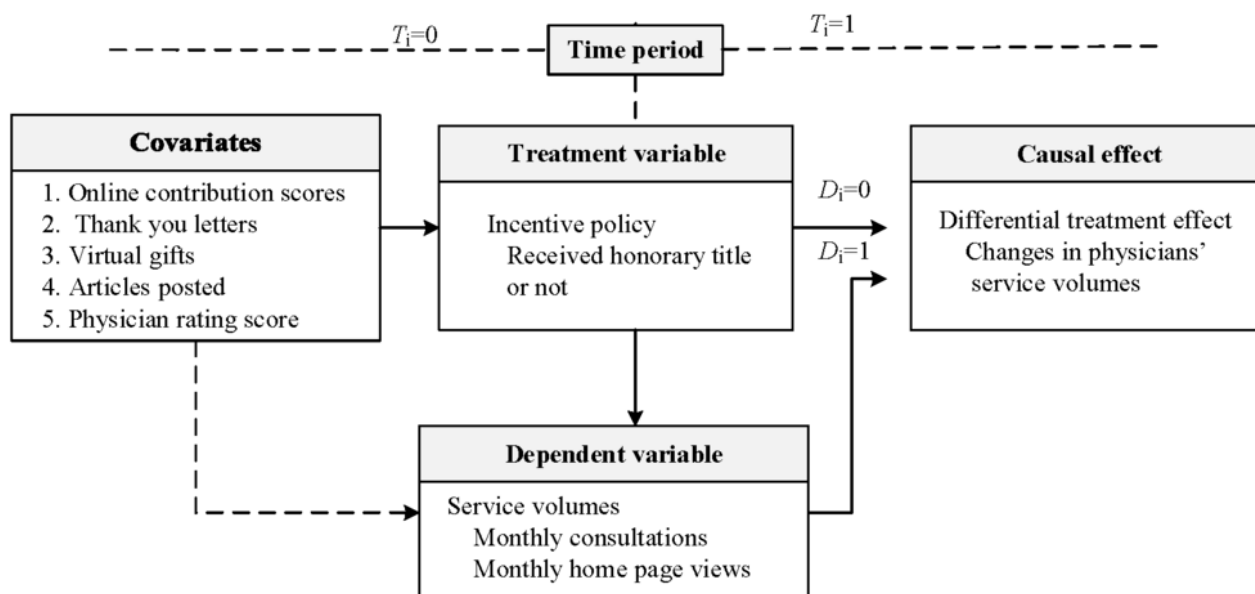 Tᵢ=0
Time period
Tᵢ=1
Covariates
1. Online contribution scores
2. Thank you letters
3. Virtual gifts
4. Articles posted
5. Physician rating score
Treatment variable
Incentive policy
Received honorary title
or not
Dᵢ=0
Dᵢ=1
Causal effect
Differential treatment effect
Changes in physicians’
service volumes
Dependent variable
Service volumes
Monthly consultations
Monthly home page views